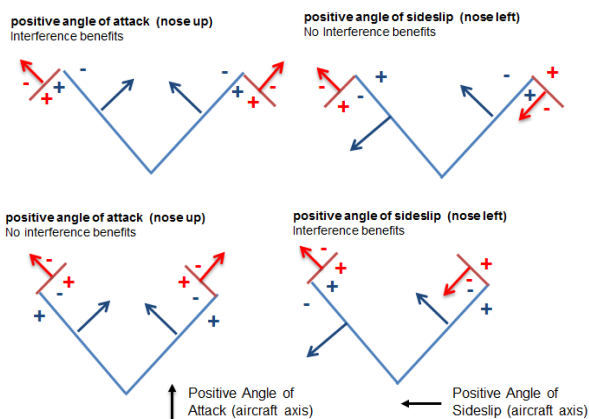 positive angle of attack (nose up)
Interference benefits
positive angle of sideslip (nose left)
No Interference benefits
- - - -
+ + + +
- + - +
+ + -
positive angle of attack (nose up)
No interference benefits
positive angle of sideslip (nose left)
Interference benefits
- - - +
+ + + +
- - + -
+ + - +
Positive Angle of
Attack (aircraft axis)
Positive Angle of
Sideslip (aircraft axis)